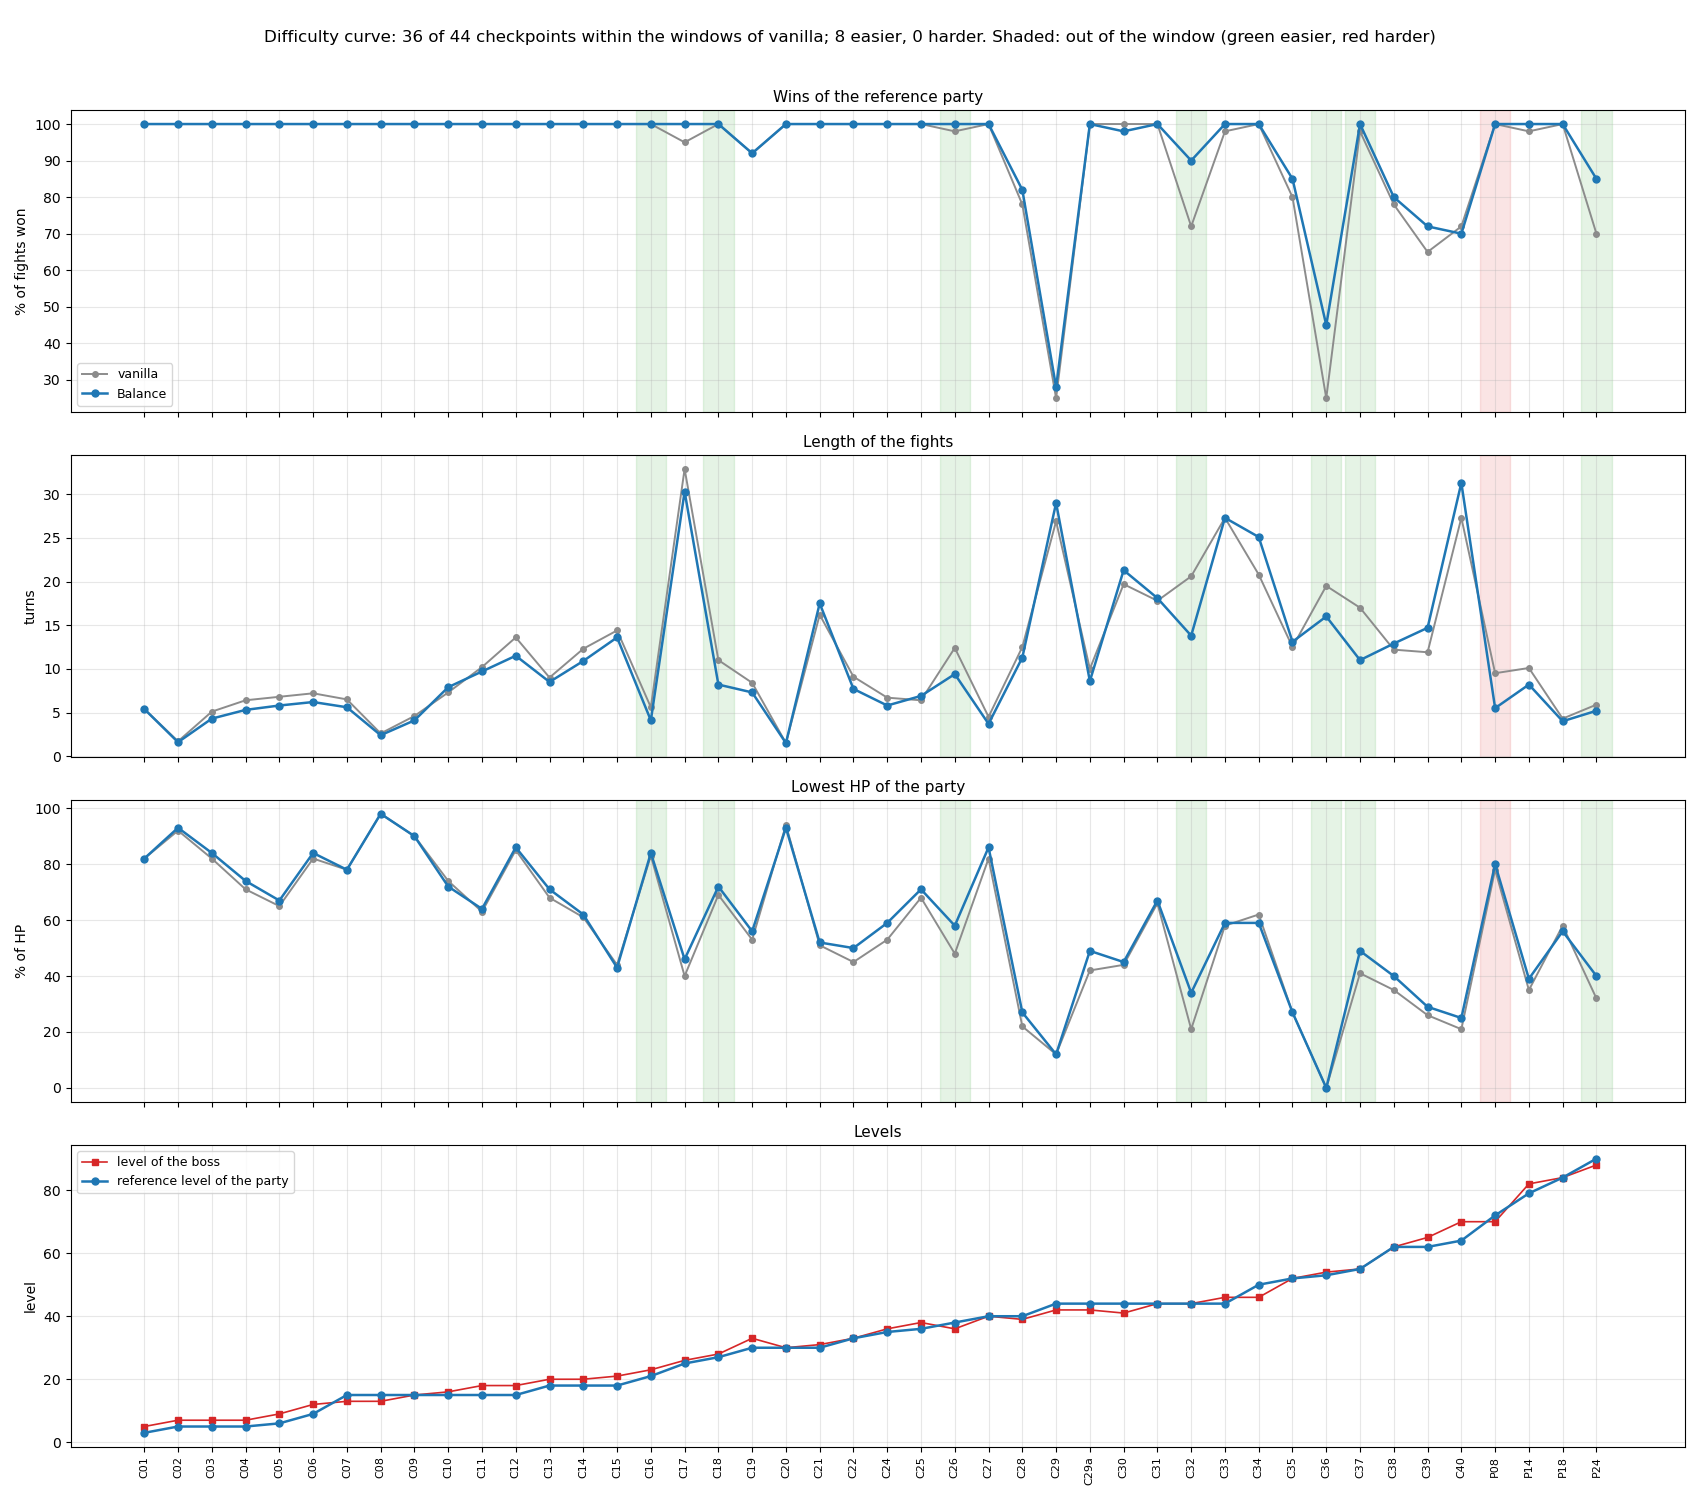 Difficulty curve: 36 of 44 checkpoints within the windows of vanilla; 8 easier, 0 harder. Shaded: out of the window (green easier, red harder)
Wins of the reference party
100
90
80
70
60
50
40
30
% of fights won
vanilla
Balance
Length of the fights
30
25
20
15
10
5
0
turns
Lowest HP of the party
100
80
60
40
20
0
% of HP
Levels
level of the boss
reference level of the party
80
60
40
20
0
level
C01
C02
C03
C04
C05
C06
C07
C08
C09
C10
C11
C12
C13
C14
C15
C16
C17
C18
C19
C20
C21
C22
C24
C25
C26
C27
C28
C29
C29a
C30
C31
C32
C33
C34
C35
C36
C37
C38
C39
C40
P08
P14
P18
P24